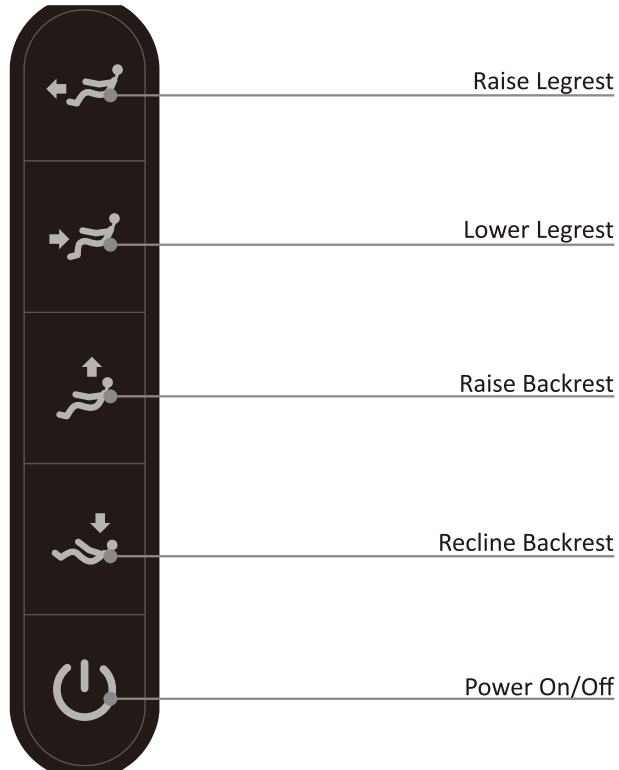 Raise Legrest
Lower Legrest
Raise Backrest
Recline Backrest
Power On/Off